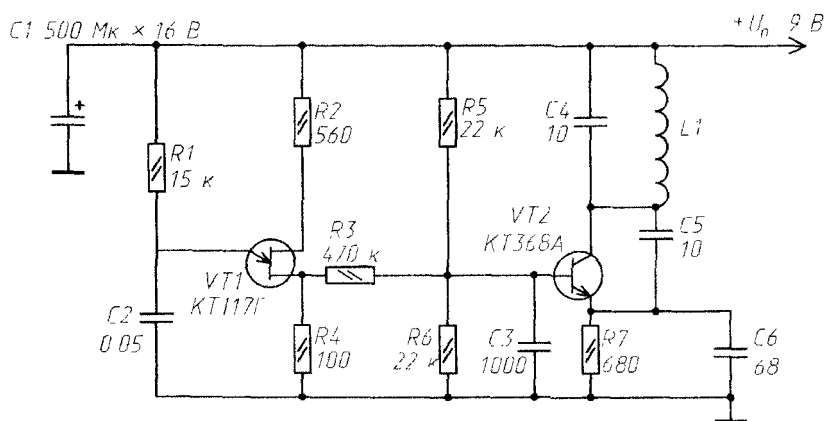 C1 500 Мк × 16 В
+Uп 9 В
R1
15 к
R2
560
R5
22 к
C4
10
L1
R3
470 к
VT1
КТ117Г
VT2
КТ368А
C5
10
C2
0 05
R4
100
R6
22 к
C3
1000
R7
680
C6
68